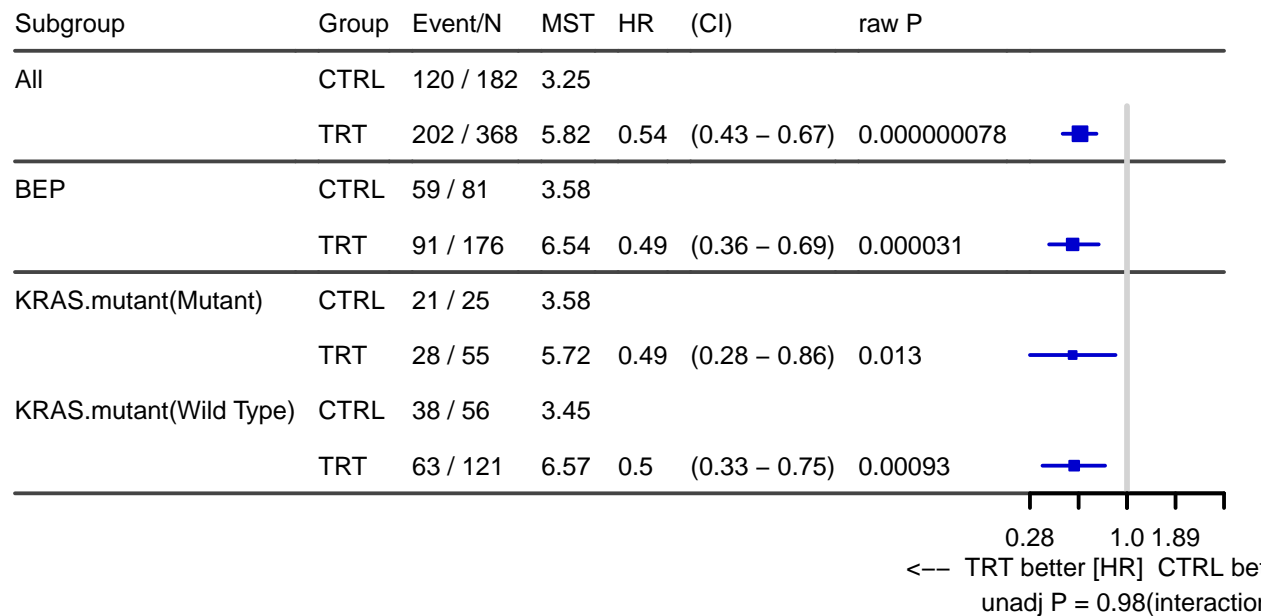 Subgroup Group Event/N MST HR (CI) raw P
All CTRL 120 / 182 3.25
TRT 202 / 368 5.82 0.54 (0.43 − 0.67) 0.000000078
BEP CTRL 59 / 81 3.58
TRT 91 / 176 6.54 0.49 (0.36 − 0.69) 0.000031
KRAS.mutant(Mutant) CTRL 21 / 25 3.58
TRT 28 / 55 5.72 0.49 (0.28 − 0.86) 0.013
KRAS.mutant(Wild Type) CTRL 38 / 56 3.45
TRT 63 / 121 6.57 0.5 (0.33 − 0.75) 0.00093
0.28 1.0 1.89
<−− TRT better [HR] CTRL bet
unadj P = 0.98(interaction